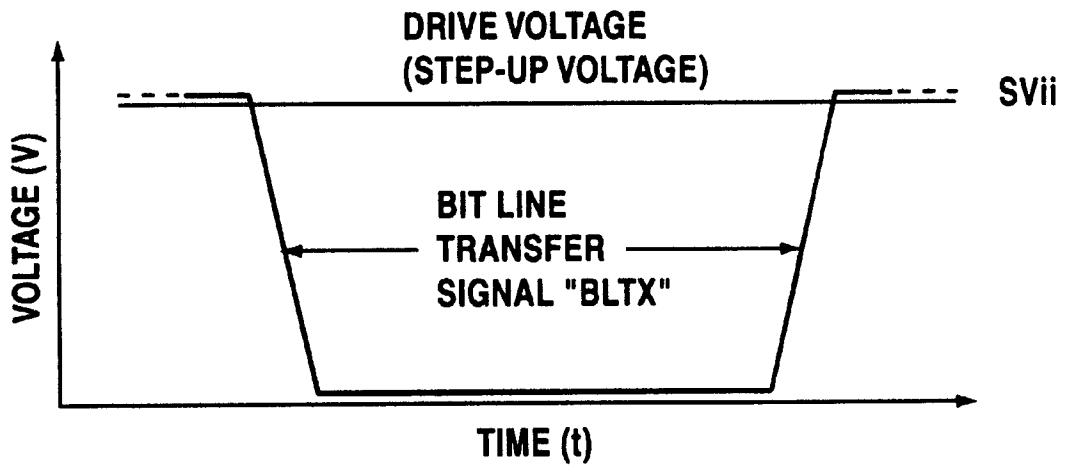 DRIVE VOLTAGE
(STEP-UP VOLTAGE)
SVii
VOLTAGE (V)
BIT LINE
TRANSFER
SIGNAL "BLTX"
TIME (t)